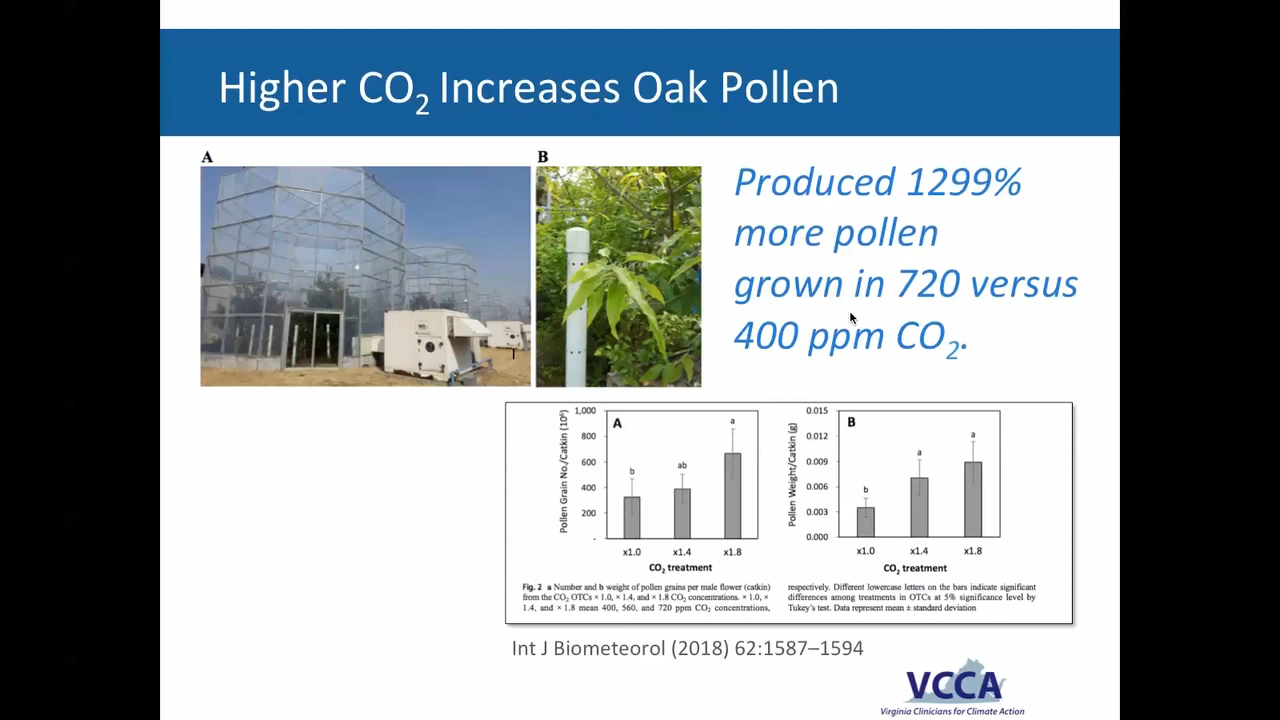 Higher CO2 Increases Oak Pollen
A
B
Produced 1299%
more pollen
grown in 720 versus
400 ppm CO2.
Pollen Grain No./Catkin (10⁶)
1,000
800
600
400
200
-
A
b
ab
a
x1.0 x1.4 x1.8
CO2 treatment
Pollen Weight/Catkin (g)
0.015
0.012
0.009
0.006
0.003
0.000
B
b
a
a
x1.0 x1.4 x1.8
CO2 treatment
Fig. 2 a Number and b weight of pollen grains per male flower (catkin)
from the CO2 OTCs × 1.0, × 1.4, and × 1.8 CO2 concentrations. × 1.0, ×
1.4, and × 1.8 mean 400, 560, and 720 ppm CO2 concentrations,
respectively. Different lowercase letters on the bars indicate significant
differences among treatments in OTCs at 5% significance level by
Tukey's test. Data represent mean ± standard deviation
Int J Biometeorol (2018) 62:1587–1594
VCCA
Virginia Clinicians for Climate Action